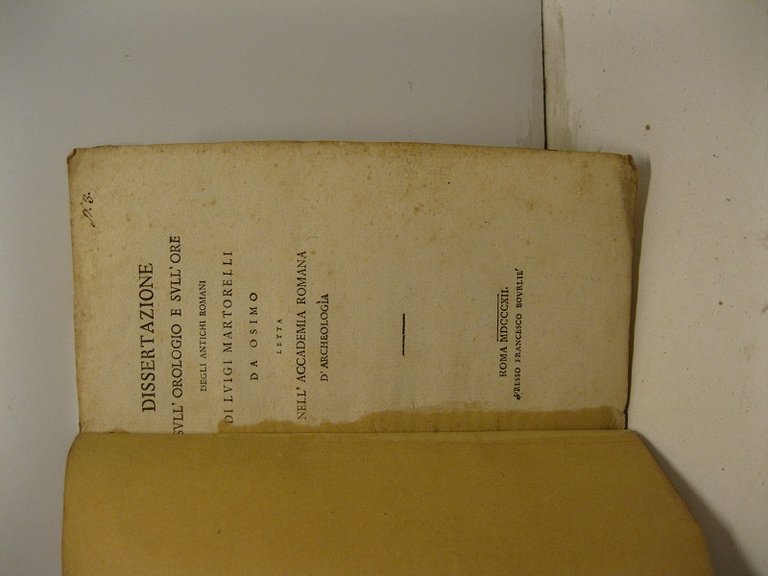 N. 3.
DISSERTAZIONE
SVLL' OROLOGIO E SVLL' ORE
DEGLI ANTICHI ROMANI
DI LVIGI MARTORELLI
DA OSIMO
LETTA
NELL' ACCADEMIA ROMANA
D' ARCHEOLOGIA
ROMA MDCCCXII.
PRESSO FRANCESCO BOVRLIE'